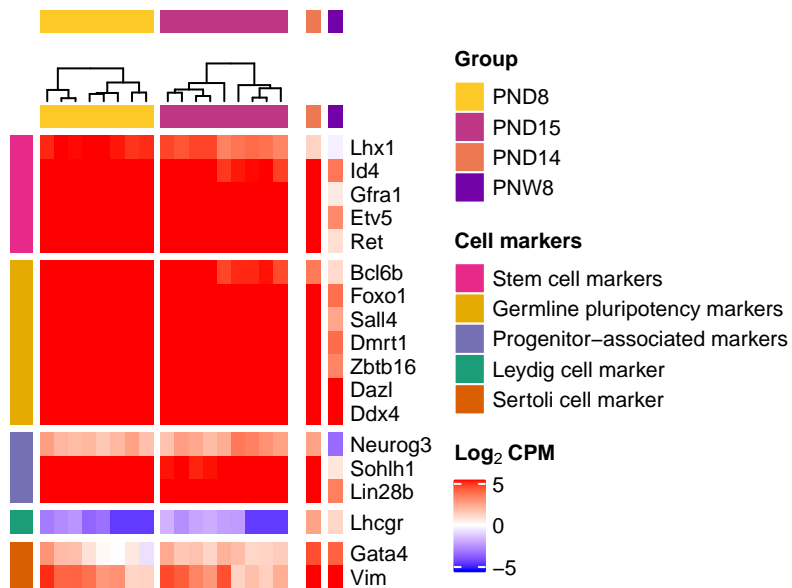 Group
PND8
PND15
PND14
PNW8
Cell markers
Stem cell markers
Germline pluripotency markers
Progenitor−associated markers
Leydig cell marker
Sertoli cell marker
Log2 CPM
5
0
−5
Lhx1
Id4
Gfra1
Etv5
Ret
Bcl6b
Foxo1
Sall4
Dmrt1
Zbtb16
Dazl
Ddx4
Neurog3
Sohlh1
Lin28b
Lhcgr
Gata4
Vim